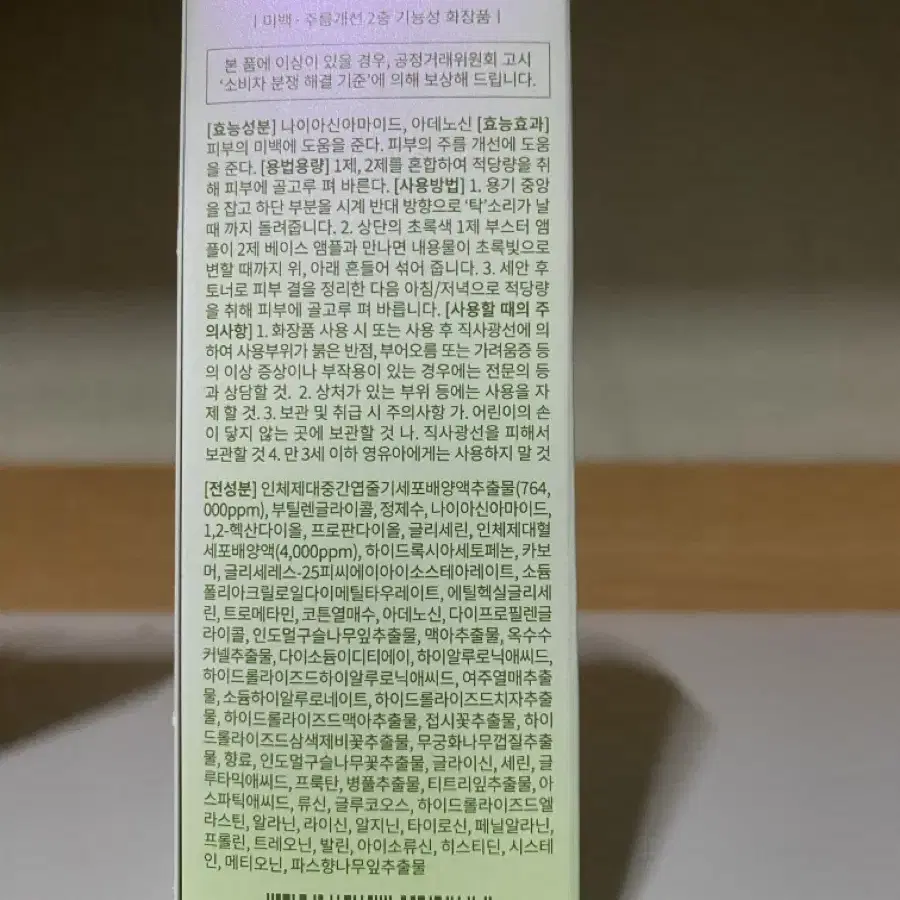 | 미백·주름개선 2중 기능성 화장품 |
본 품에 이상이 있을 경우, 공정거래위원회 고시
'소비자 분쟁 해결 기준'에 의해 보상해 드립니다.
[효능성분] 나이아신아마이드, 아데노신 [효능효과]
피부의 미백에 도움을 준다. 피부의 주름 개선에 도움
을 준다. [용법용량] 1제, 2제를 혼합하여 적당량을 취
해 피부에 골고루 펴 바른다. [사용방법] 1. 용기 중앙
을 잡고 하단 부분을 시계 반대 방향으로 '탁'소리가 날
때 까지 돌려줍니다. 2. 상단의 초록색 1제 부스터 앰
플이 2제 베이스 앰플과 만나면 내용물이 초록빛으로
변할 때까지 위, 아래 흔들어 섞어 줍니다. 3. 세안 후
토너로 피부 결을 정리한 다음 아침/저녁으로 적당량
을 취해 피부에 골고루 펴 바릅니다. [사용할 때의 주
의사항] 1. 화장품 사용 시 또는 사용 후 직사광선에 의
하여 사용부위가 붉은 반점, 부어오름 또는 가려움증 등
의 이상 증상이나 부작용이 있는 경우에는 전문의 등
과 상담할 것. 2. 상처가 있는 부위 등에는 사용을 자
제 할 것. 3. 보관 및 취급 시 주의사항 가. 어린이의 손
이 닿지 않는 곳에 보관할 것 나. 직사광선을 피해서
보관할 것 4. 만 3세 이하 영유아에게는 사용하지 말 것
[전성분] 인체제대중간엽줄기세포배양액추출물(764,
000ppm), 부틸렌글라이콜, 정제수, 나이아신아마이드,
1,2-헥산다이올, 프로판다이올, 글리세린, 인체제대혈
세포배양액(4,000ppm), 하이드록시아세토페논, 카보
머, 글리세레스-25피씨에이아이소스테아레이트, 소듐
폴리아크릴로일다이메틸타우레이트, 에틸헥실글리세
린, 트로메타민, 코튼열매수, 아데노신, 다이프로필렌글
라이콜, 인도멀구슬나무잎추출물, 맥아추출물, 옥수수
커넬추출물, 다이소듐이디티에이, 하이알루로닉애씨드,
하이드롤라이즈드하이알루로닉애씨드, 여주열매추출
물, 소듐하이알루로네이트, 하이드롤라이즈드치자추출
물, 하이드롤라이즈드맥아추출물, 접시꽃추출물, 하이
드롤라이즈드삼색제비꽃추출물, 무궁화나무껍질추출
물, 향료, 인도멀구슬나무꽃추출물, 글라이신, 세린, 글
루타믹애씨드, 프룩탄, 병풀추출물, 티트리잎추출물, 아
스파틱애씨드, 류신, 글루코오스, 하이드롤라이즈드엘
라스틴, 알라닌, 라이신, 알지닌, 타이로신, 페닐알라닌,
프롤린, 트레오닌, 발린, 아이소류신, 히스티딘, 시스테
인, 메티오닌, 파스향나무잎추출물